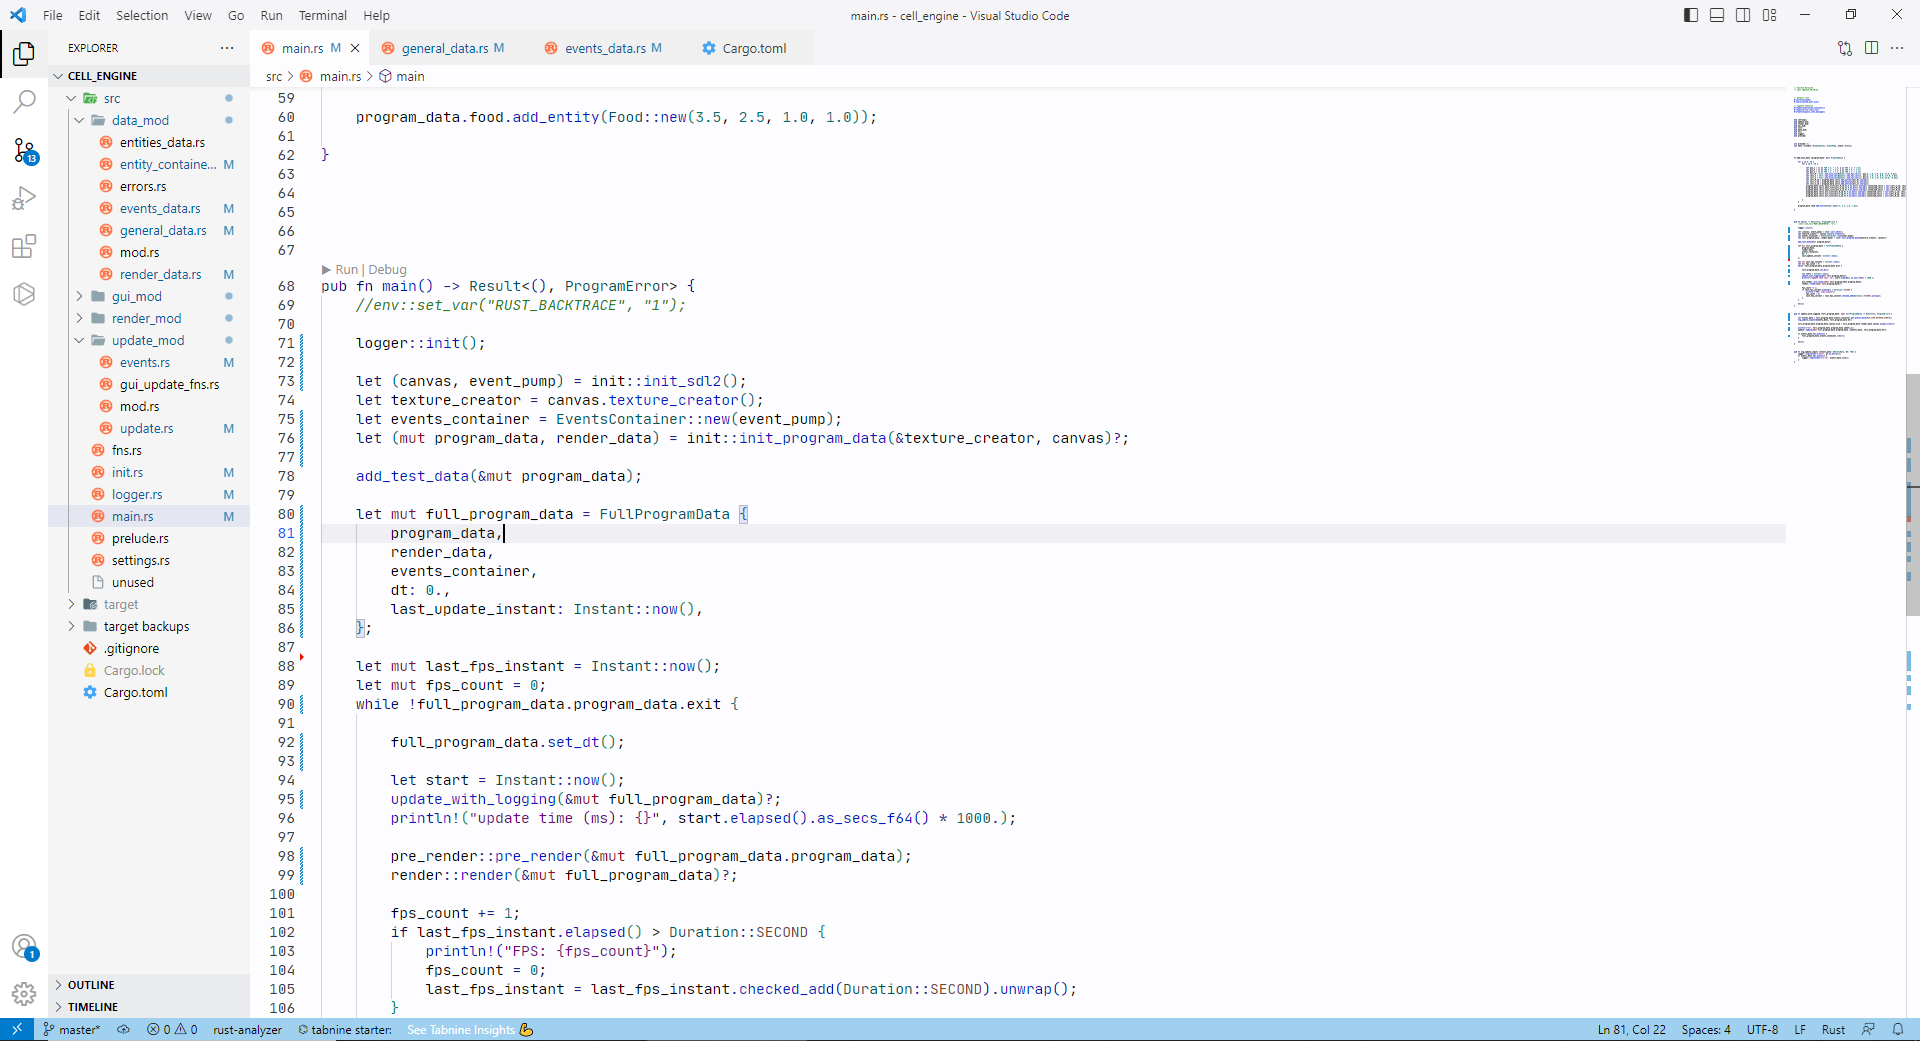 File Edit Selection View Go Run Terminal Help
main.rs - cell_engine - Visual Studio Code
EXPLORER
CELL_ENGINE
src
data_mod
entities_data.rs
entity_containe... M
errors.rs
events_data.rs M
general_data.rs M
mod.rs
render_data.rs M
gui_mod
render_mod
update_mod
events.rs M
gui_update_fns.rs
mod.rs
update.rs M
fns.rs
init.rs M
logger.rs M
main.rs M
prelude.rs
settings.rs
unused
target
target backups
.gitignore
Cargo.lock
Cargo.toml
OUTLINE
TIMELINE
13
1
main.rs M
general_data.rs M
events_data.rs M
Cargo.toml
src > main.rs > main
59
60 program_data.food.add_entity(Food::new(3.5, 2.5, 1.0, 1.0));
61
62 }
63
64
65
66
67
Run | Debug
68 pub fn main() -> Result<(), ProgramError> {
69 //env::set_var("RUST_BACKTRACE", "1");
70
71 logger::init();
72
73 let (canvas, event_pump) = init::init_sdl2();
74 let texture_creator = canvas.texture_creator();
75 let events_container = EventsContainer::new(event_pump);
76 let (mut program_data, render_data) = init::init_program_data(&texture_creator, canvas)?;
77
78 add_test_data(&mut program_data);
79
80 let mut full_program_data = FullProgramData {
81 program_data,
82 render_data,
83 events_container,
84 dt: 0.,
85 last_update_instant: Instant::now(),
86 };
87
88 let mut last_fps_instant = Instant::now();
89 let mut fps_count = 0;
90 while !full_program_data.program_data.exit {
91
92 full_program_data.set_dt();
93
94 let start = Instant::now();
95 update_with_logging(&mut full_program_data)?;
96 println!("update time (ms): {}", start.elapsed().as_secs_f64() * 1000.);
97
98 pre_render::pre_render(&mut full_program_data.program_data);
99 render::render(&mut full_program_data)?;
100
101 fps_count += 1;
102 if last_fps_instant.elapsed() > Duration::SECOND {
103 println!("FPS: {fps_count}");
104 fps_count = 0;
105 last_fps_instant = last_fps_instant.checked_add(Duration::SECOND).unwrap();
106 }
master* 0 0 rust-analyzer tabnine starter: See Tabnine Insights
Ln 81, Col 22 Spaces: 4 UTF-8 LF Rust